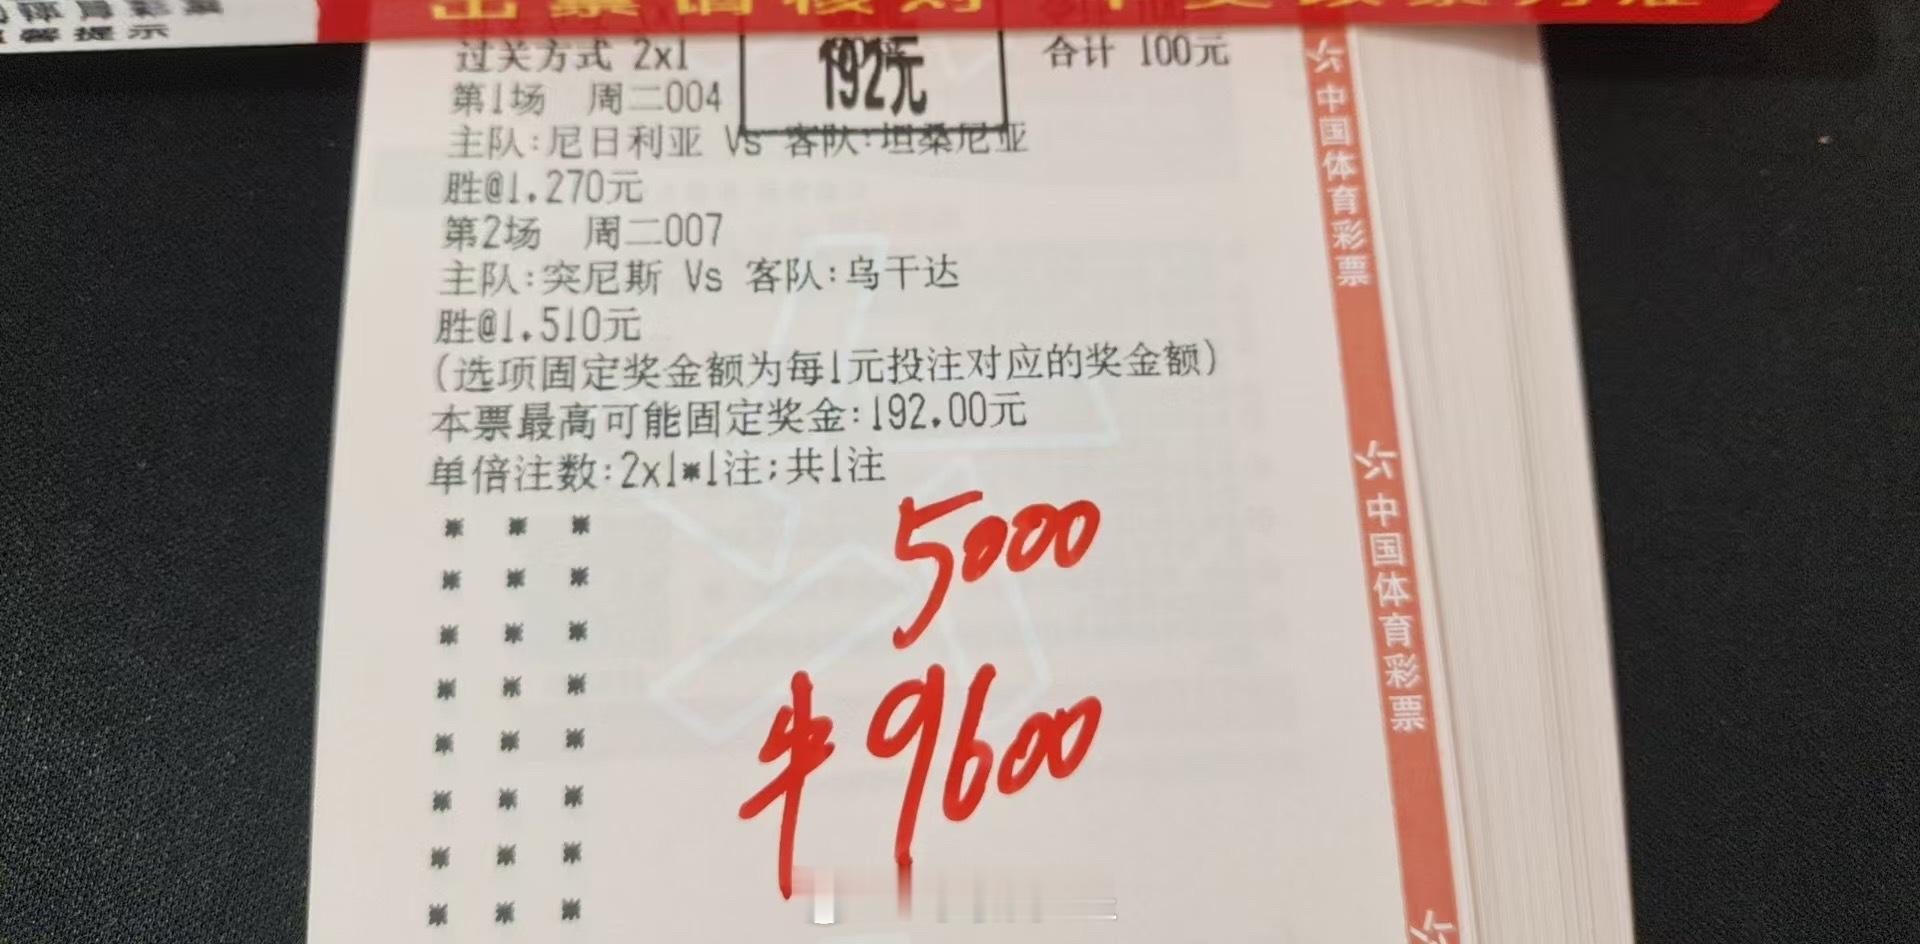 温馨提示
过关方式 2x1
192元
合计 100元
第1场 周二004
主队:尼日利亚 Vs 客队:坦桑尼亚
胜@1.270元
第2场 周二007
主队:突尼斯 Vs 客队:乌干达
胜@1.510元
(选项固定奖金额为每1元投注对应的奖金额)
本票最高可能固定奖金:192.00元
单倍注数:2x1*1注;共1注
* * *
* * *
* * *
* * *
* * *
* * *
* * *
* * *
5000
牛9600
中国体育彩票
中国体育彩票